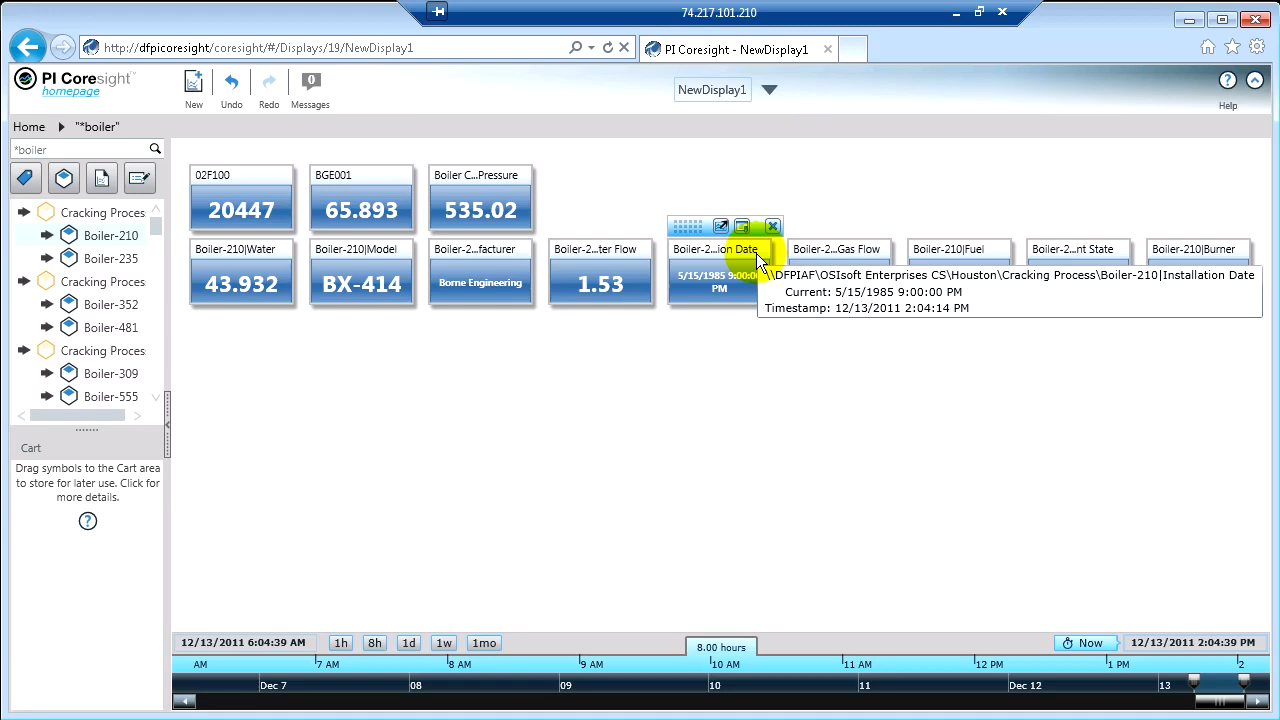 74.217.101.210
http://dfpicoresight/coresight/#/Displays/19/NewDisplay1
PI Coresight - NewDisplay1
PI Coresight
homepage
New
Undo
Redo
Messages
NewDisplay1
Help
Home
"*boiler"
*boiler
Cracking Proces
Boiler-210
Boiler-235
Cracking Proces
Boiler-352
Boiler-481
Cracking Proces
Boiler-309
Boiler-555
Cart
Drag symbols to the Cart area
to store for later use. Click for
more details.
02F100
20447
BGE001
65.893
Boiler C...Pressure
535.02
Boiler-210|Water
43.932
Boiler-210|Model
BX-414
Boiler-2...facturer
Borne Engineering
Boiler-2...ter Flow
1.53
Boiler-2...ion Date
5/15/1985 9:00:00
PM
Boiler-2...Gas Flow
Boiler-210|Fuel
Boiler-2...nt State
Boiler-210|Burner
\\DFPIAF\OSIsoft Enterprises CS\Houston\Cracking Process\Boiler-210|Installation Date
Current: 5/15/1985 9:00:00 PM
Timestamp: 12/13/2011 2:04:14 PM
12/13/2011 6:04:39 AM
1h
8h
1d
1w
1mo
8.00 hours
Now
12/13/2011 2:04:39 PM
AM
7 AM
8 AM
9 AM
10 AM
11 AM
12 PM
1 PM
2
Dec 7
08
09
10
11
Dec 12
13